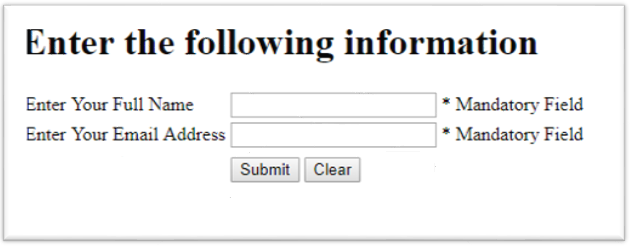 Enter the following information
Enter Your Full Name * Mandatory Field
Enter Your Email Address * Mandatory Field
Submit Clear